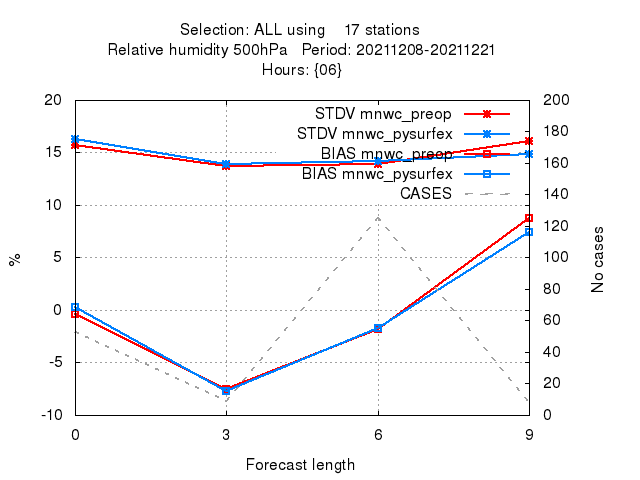 Selection: ALL using    17 stations
Relative humidity 500hPa   Period: 20211208-20211221
Hours: {06}
STDV mnwc_preop
STDV mnwc_pysurfex
BIAS mnwc_preop
BIAS mnwc_pysurfex
CASES
20
15
10
5
0
-5
-10
%
200
180
160
140
120
100
80
60
40
20
0
No cases
0 3 6 9
Forecast length